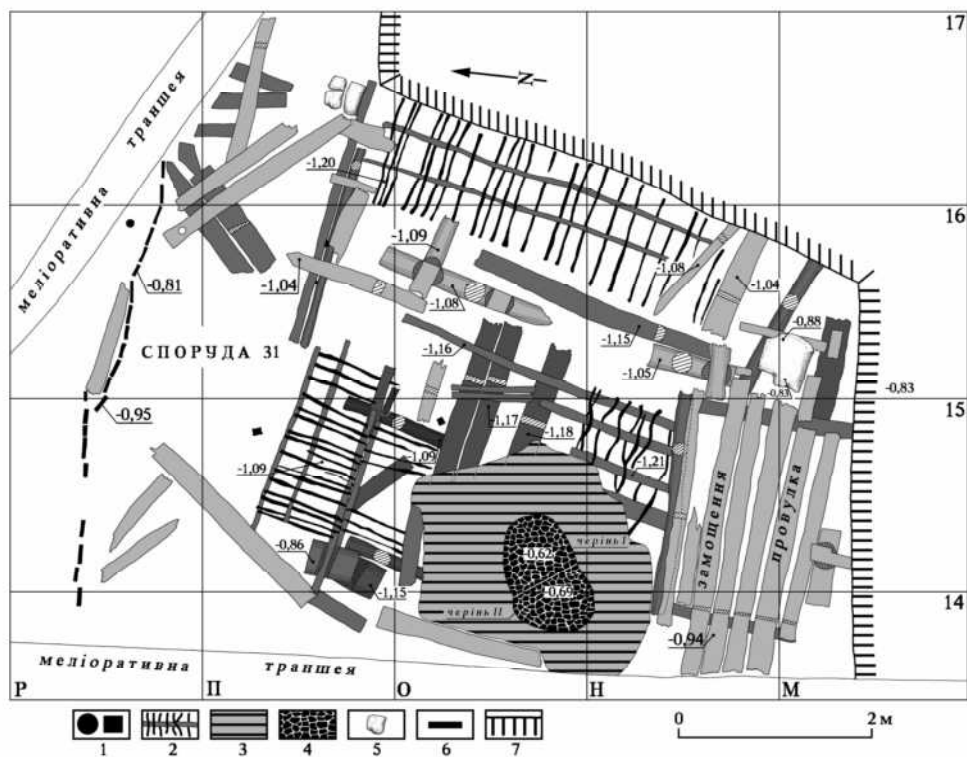 17
меліоративна траншея
N
-1,20
16
-1,09
-1,08
-1,04
-0,81
-1,04
-1,08
-0,88
-1,15
-1,16
-1,05
СПОРУДА 31
-0,83
-0,83
-0,95
15
-1,17
-1,18
-1,09
-1,09
-1,21
замощення
провулка
черінь I
-0,62
-0,86
-0,69
-1,15
14
черінь II
-0,94
меліоративна траншея
Р П О Н М
1 2 3 4 5 6 7
0 2 м